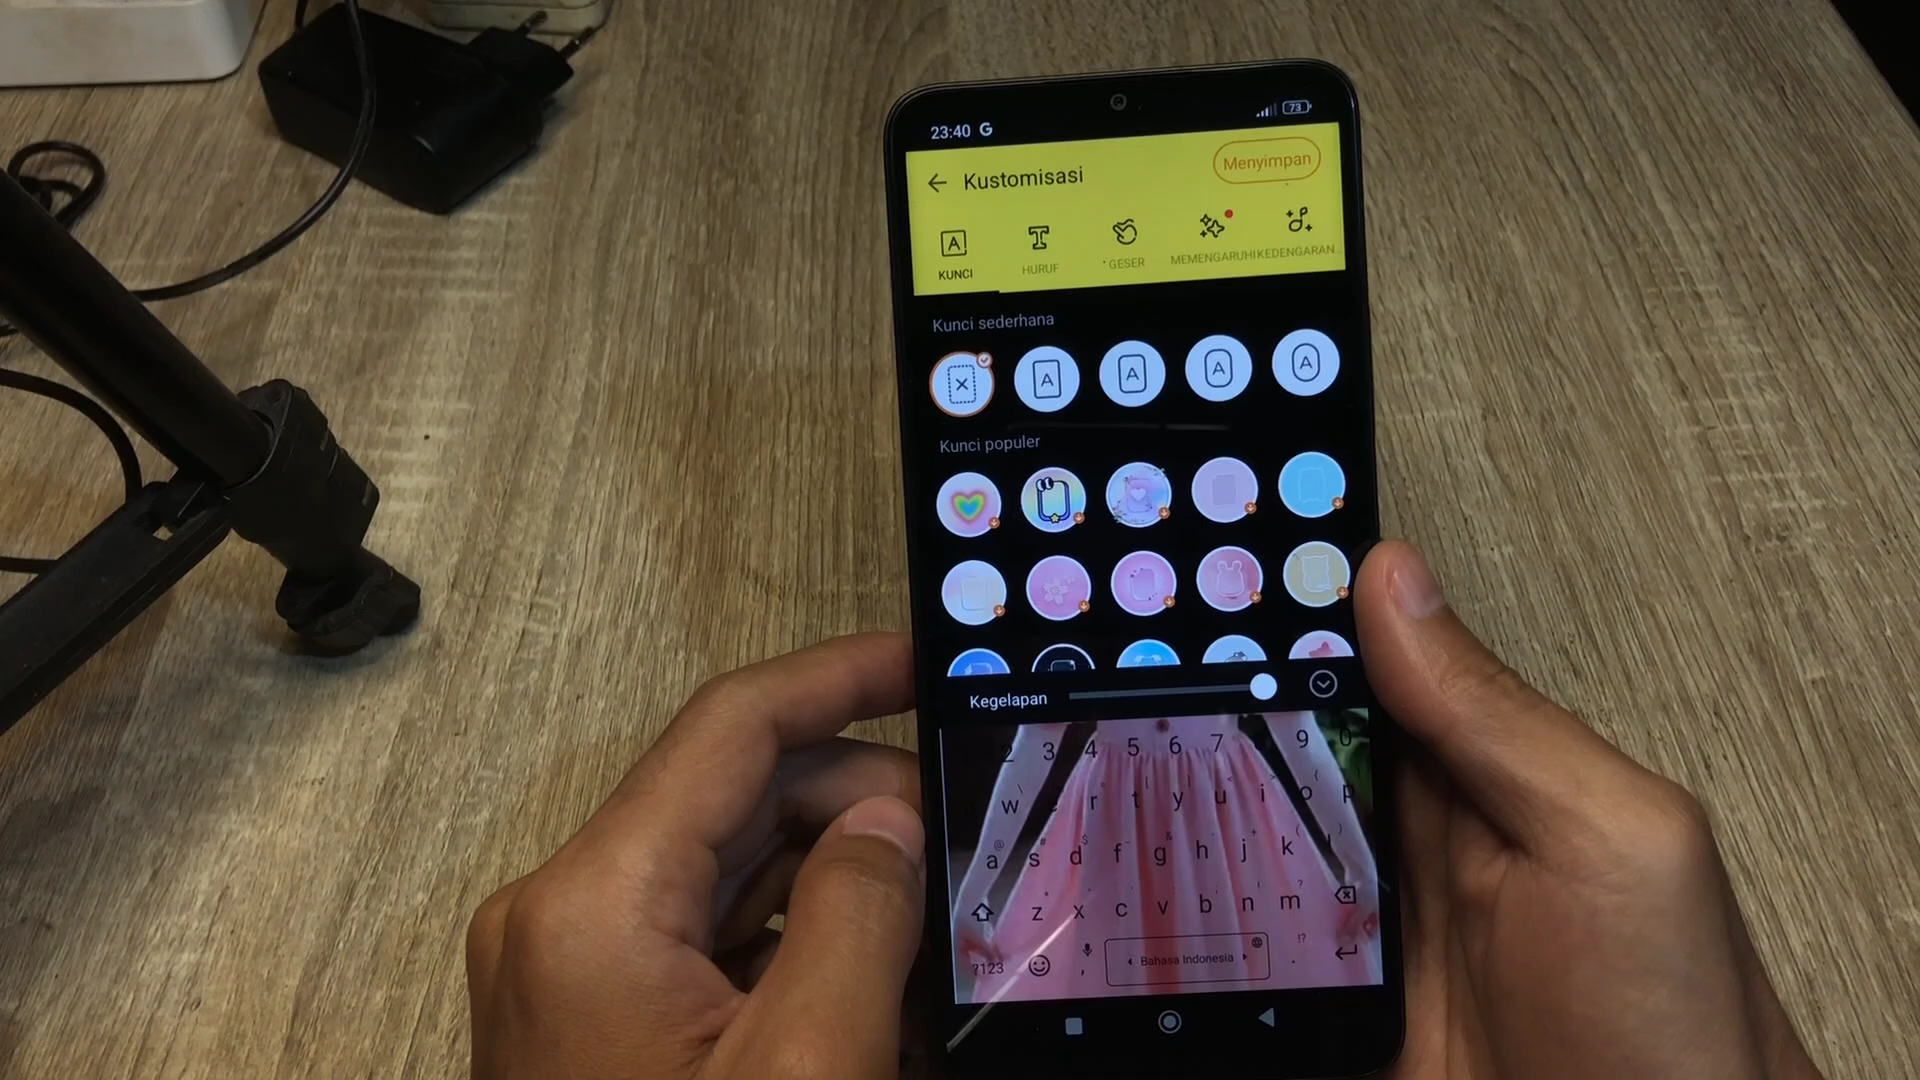 23:40 G 73
Kustomisasi Menyimpan
KUNCI HURUF GESER MEMENGARUHI KEDENGARAN...
Kunci sederhana
A A A A
Kunci populer
Kegelapan
2 3 4 5 6 7 9 0
w e r t y u i o p
a s d f g h j k l
z x c v b n m
?123 , Bahasa Indonesia .